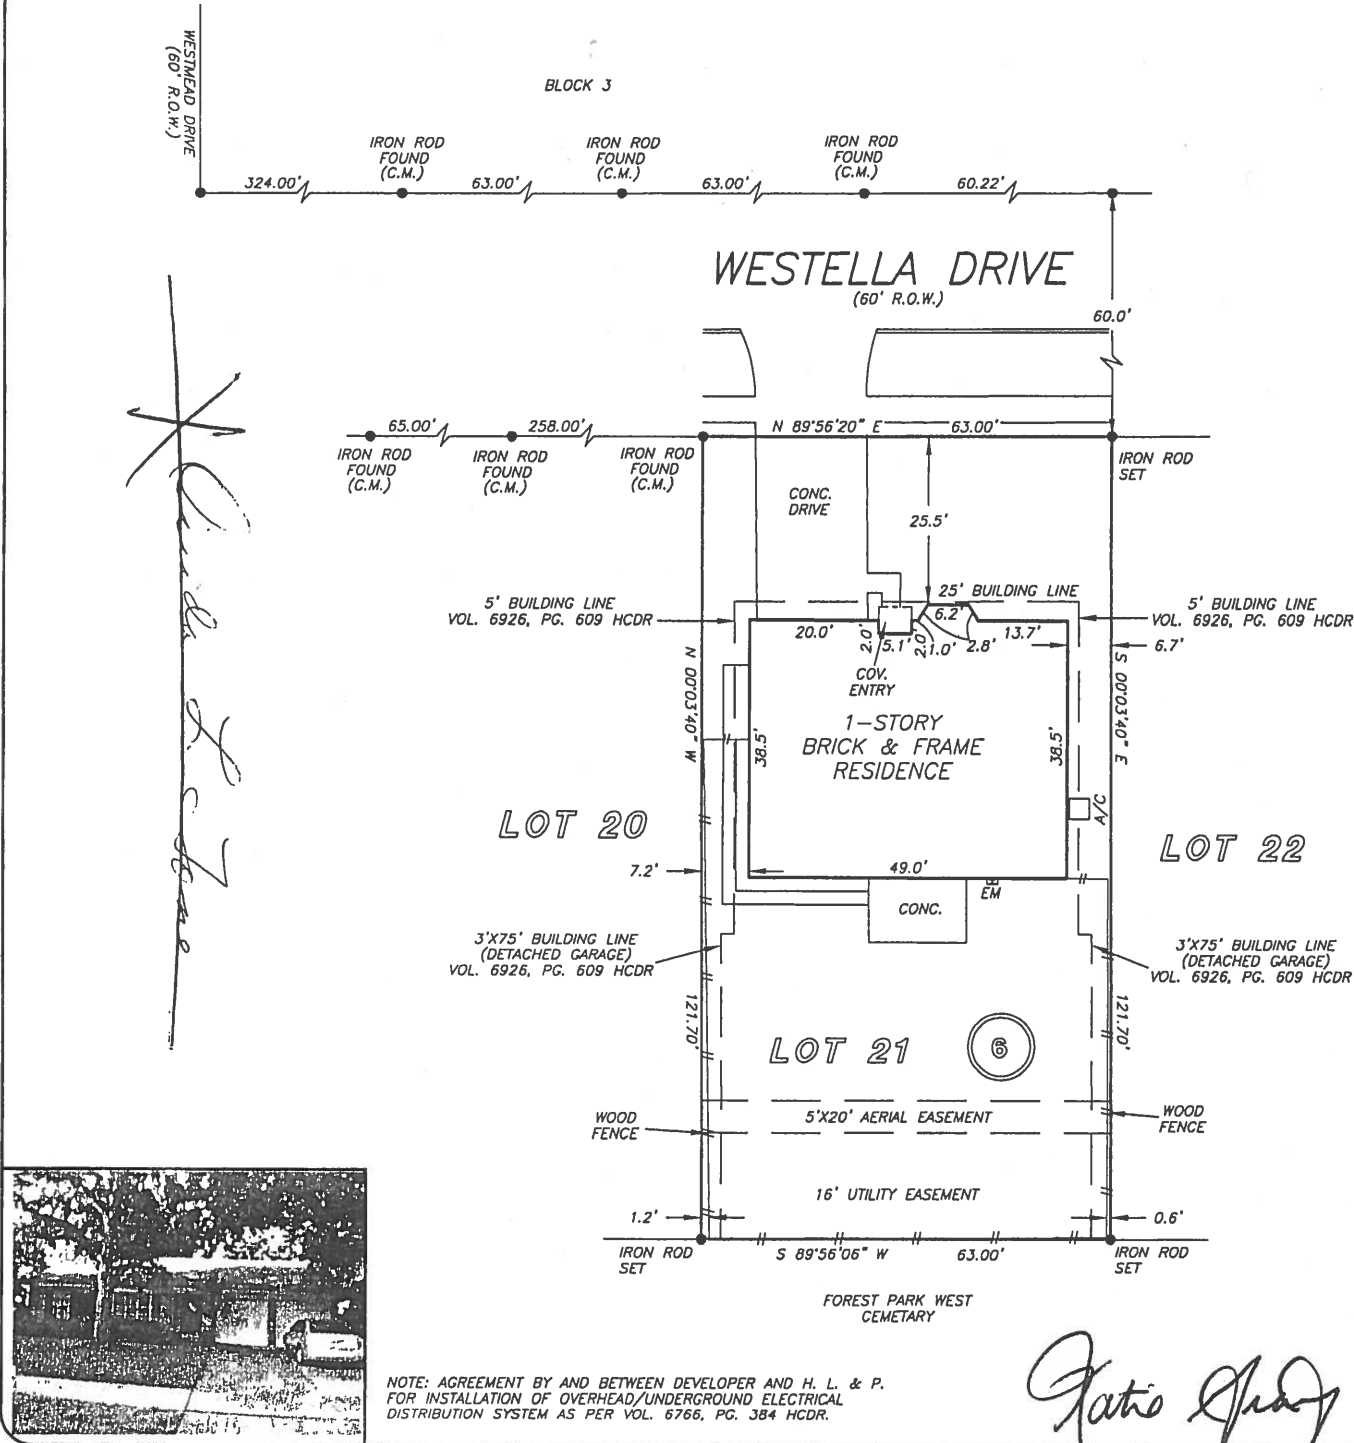 WESTMEAD DRIVE
(60' R.O.W.)
BLOCK 3
IRON ROD
FOUND
(C.M.)
IRON ROD
FOUND
(C.M.)
IRON ROD
FOUND
(C.M.)
324.00'
63.00'
63.00'
60.22'
WESTELLA DRIVE
(60' R.O.W.)
60.0'
65.00'
258.00'
N 89°56'20" E
63.00'
IRON ROD
FOUND
(C.M.)
IRON ROD
FOUND
(C.M.)
IRON ROD
FOUND
(C.M.)
IRON ROD
SET
CONC.
DRIVE
25.5'
25' BUILDING LINE
5' BUILDING LINE
VOL. 6926, PG. 609 HCDR
5' BUILDING LINE
VOL. 6926, PG. 609 HCDR
20.0'
2.0'
5.1'
2.0'
1.0'
6.2'
2.8'
13.7'
6.7'
COV.
ENTRY
N 00°03'40" W
S 00°03'40" E
1-STORY
BRICK & FRAME
RESIDENCE
38.5'
38.5'
A/C
LOT 20
LOT 22
7.2'
49.0'
EM
CONC.
3'X75' BUILDING LINE
(DETACHED GARAGE)
VOL. 6926, PG. 609 HCDR
3'X75' BUILDING LINE
(DETACHED GARAGE)
VOL. 6926, PG. 609 HCDR
121.70'
121.70'
LOT 21
6
5'X20' AERIAL EASEMENT
WOOD
FENCE
WOOD
FENCE
16' UTILITY EASEMENT
1.2'
0.6'
IRON ROD
SET
S 89°56'06" W
63.00'
IRON ROD
SET
FOREST PARK WEST
CEMETARY
NOTE: AGREEMENT BY AND BETWEEN DEVELOPER AND H. L. & P.
FOR INSTALLATION OF OVERHEAD/UNDERGROUND ELECTRICAL
DISTRIBUTION SYSTEM AS PER VOL. 6766, PG. 384 HCDR.
Katie